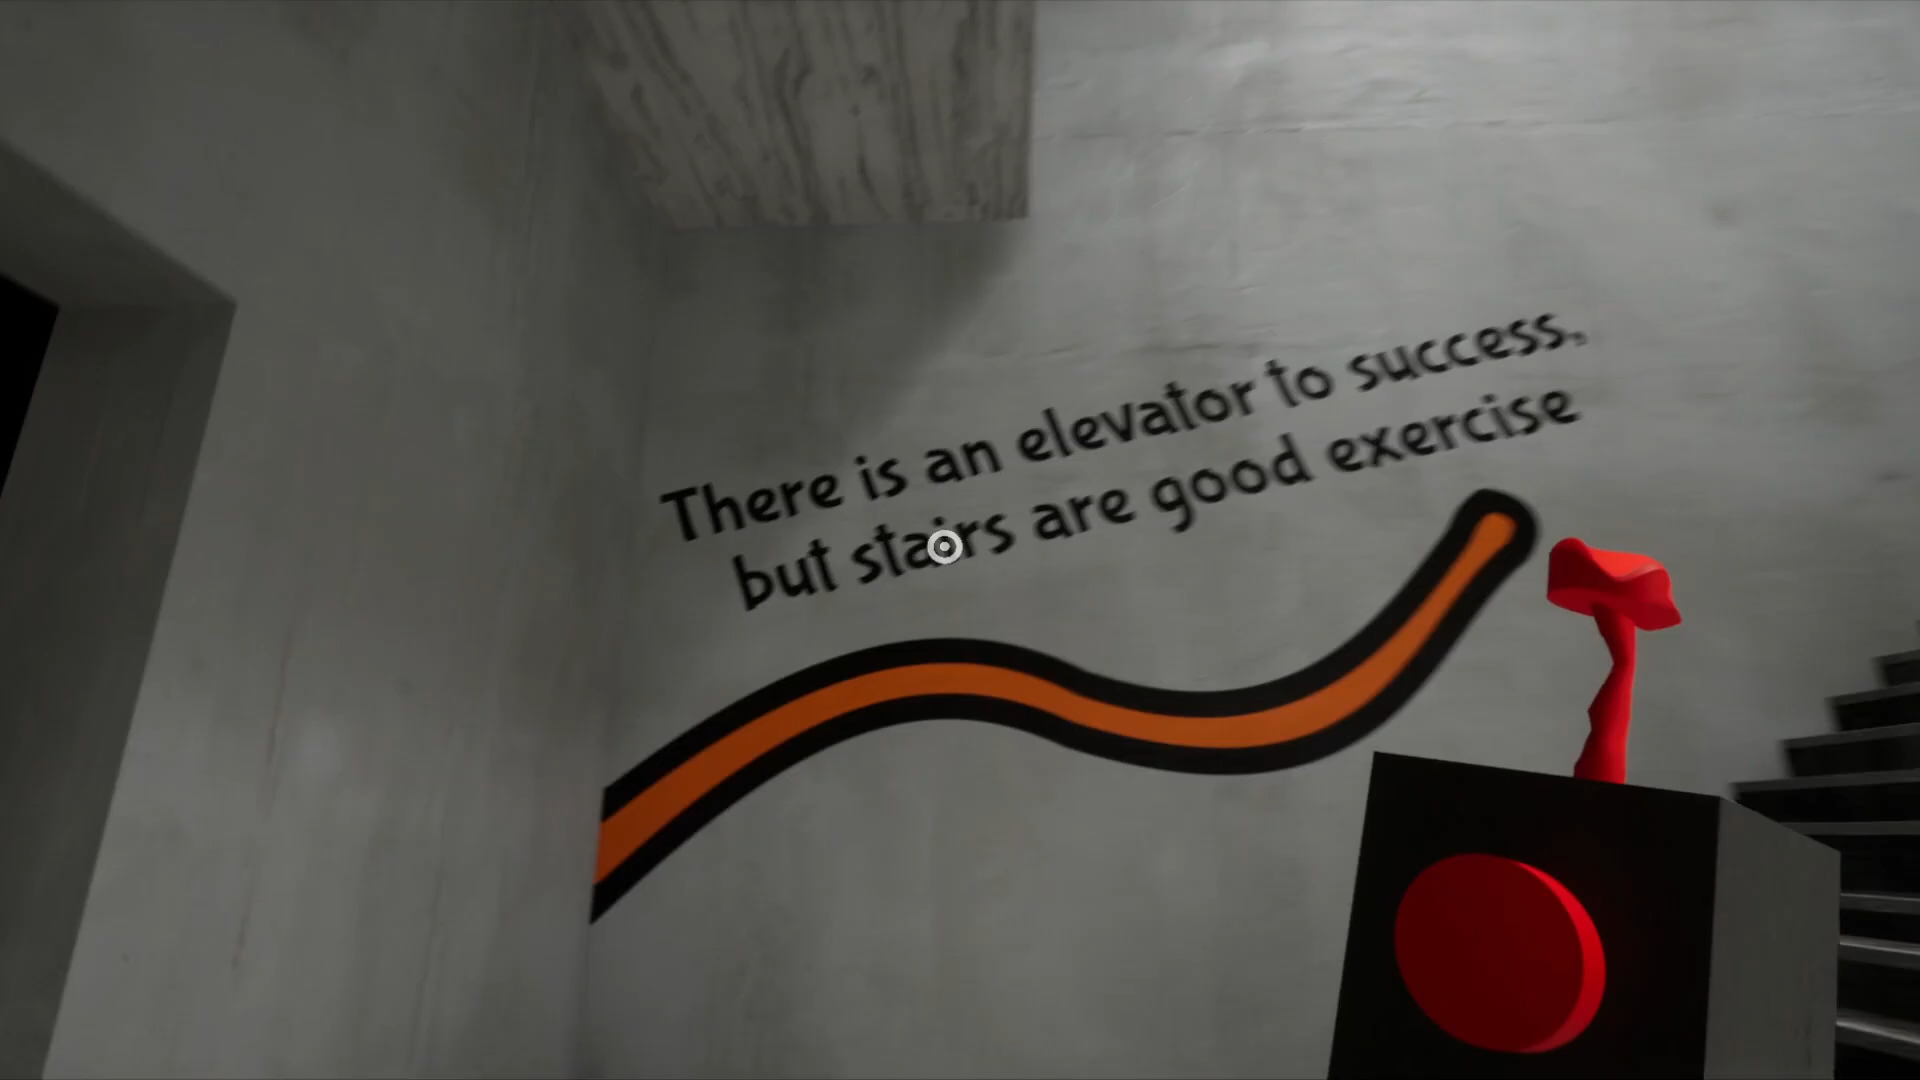 There is an elevator to success,
but stairs are good exercise